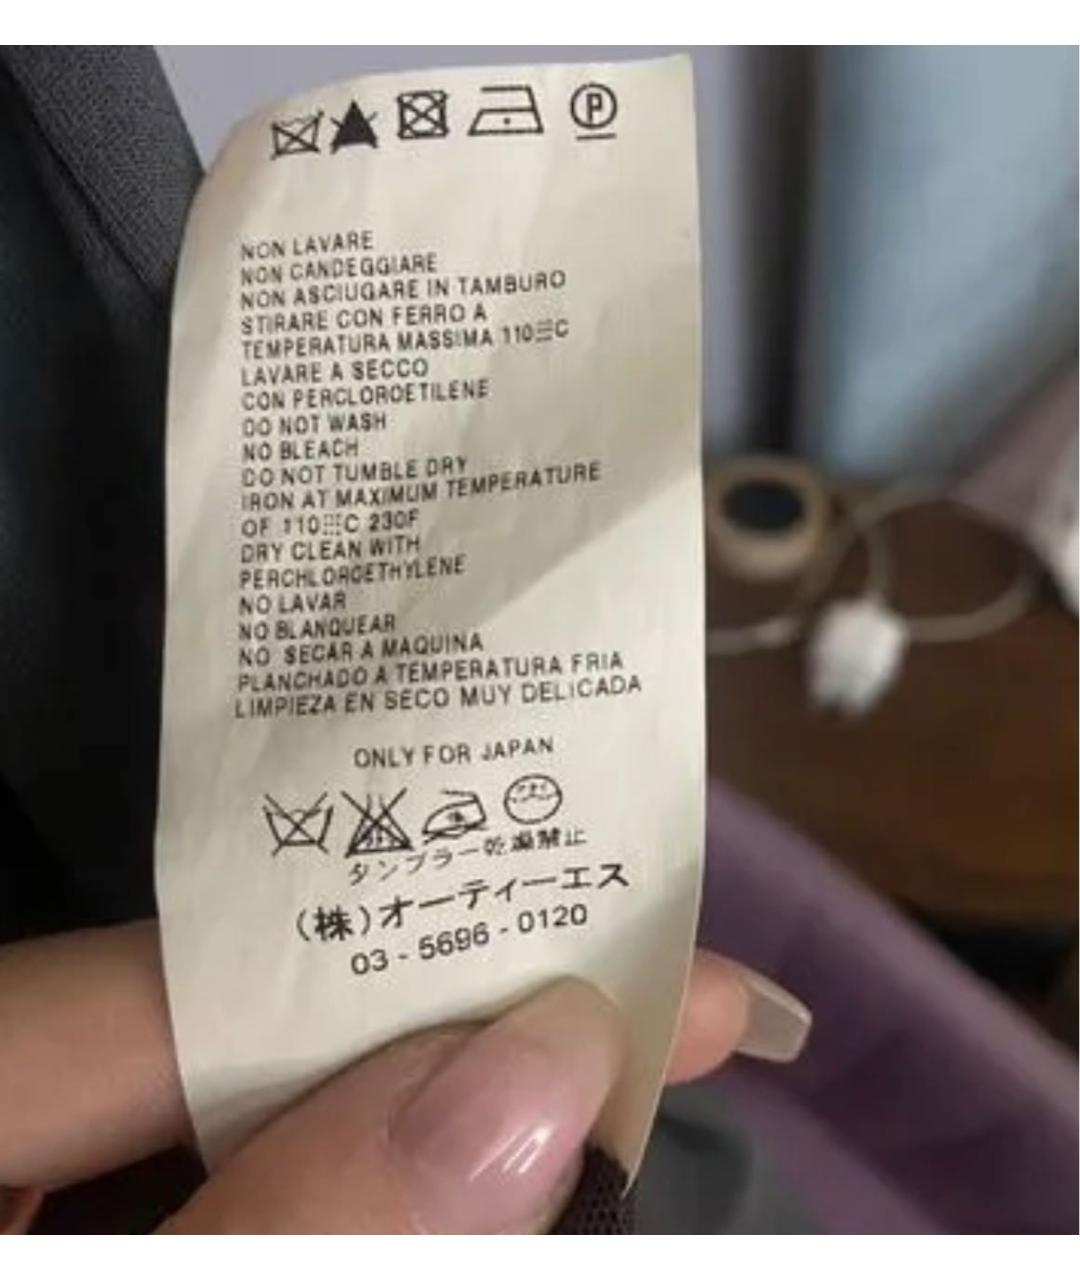 P
NON LAVARE
NON CANDEGGIARE
NON ASCIUGARE IN TAMBURO
STIRARE CON FERRO A
TEMPERATURA MASSIMA 110 C
LAVARE A SECCO
CON PERCLOROETILENE
DO NOT WASH
NO BLEACH
DO NOT TUMBLE DRY
IRON AT MAXIMUM TEMPERATURE
OF 110 C 230F
DRY CLEAN WITH
PERCHLOROETHYLENE
NO LAVAR
NO BLANQUEAR
NO SECAR A MAQUINA
PLANCHADO A TEMPERATURA FRIA
LIMPIEZA EN SECO MUY DELICADA
ONLY FOR JAPAN
タンブラー乾燥禁止
(株)オーティーエス
03-5696-0120